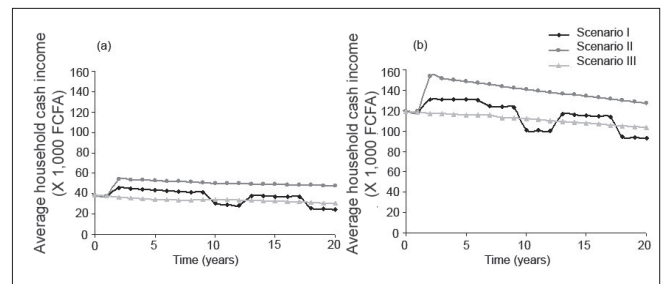 (a)
Average household cash income
(X 1,000 FCFA)
160
140
120
100
80
60
40
20
0
0 5 10 15 20
Time (years)
(b)
Scenario I
Scenario II
Scenario III
Average household cash income
(X 1,000 FCFA)
160
140
120
100
80
60
40
20
0
0 5 10 15 20
Time (years)